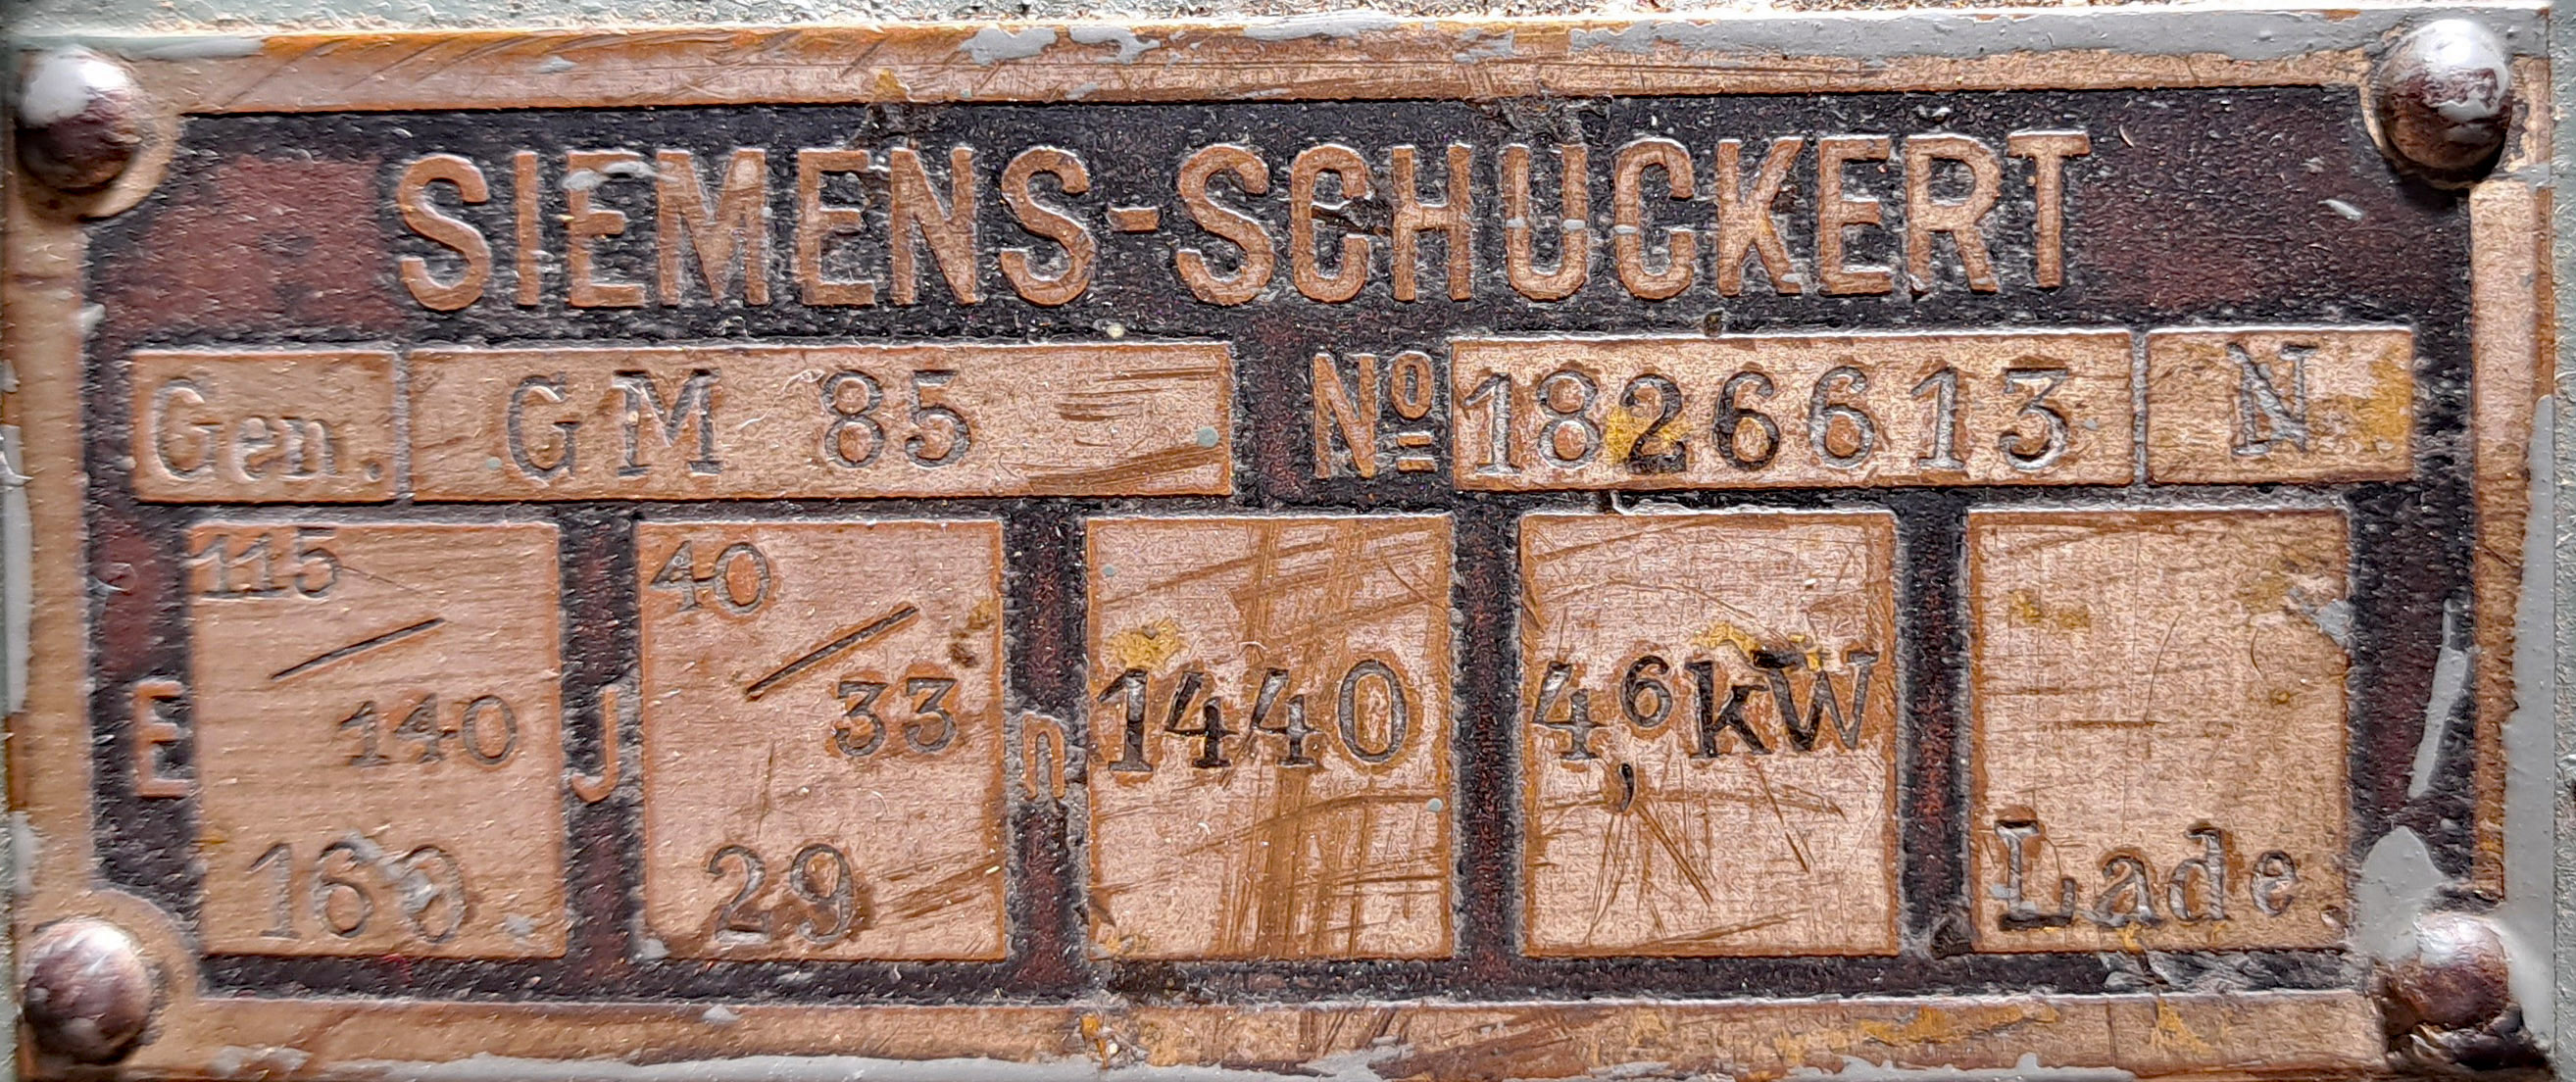 SIEMENS-SCHUCKERT
Gen. GM 85 No 1826613 N
115 / 140 40 / 33
E J n 1440 4,6 kW
160 29 Lade.